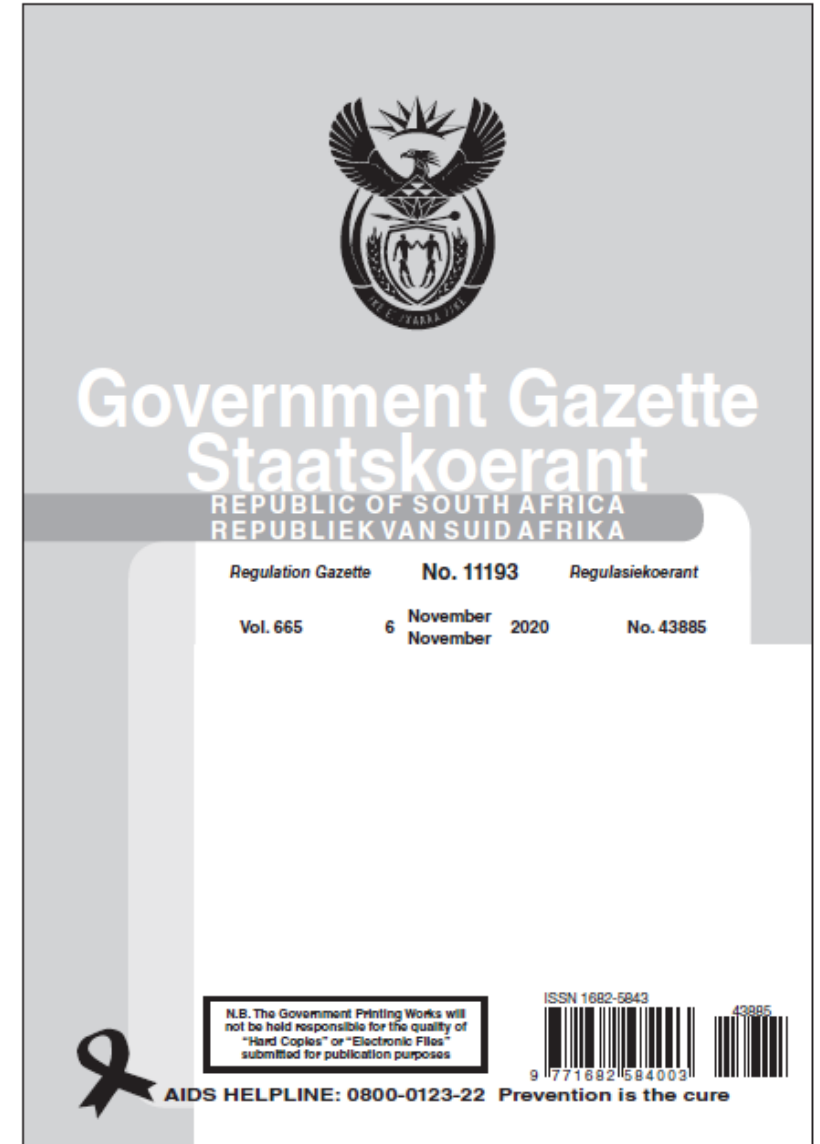 !KE E: /XARRA //KE
Government Gazette
Staatskoerant
REPUBLIC OF SOUTH AFRICA
REPUBLIEK VAN SUID AFRIKA
Regulation Gazette No. 11193 Regulasiekoerant
Vol. 665 6 November November 2020 No. 43885
N.B. The Government Printing Works will
not be held responsible for the quality of
“Hard Copies” or “Electronic Files”
submitted for publication purposes
ISSN 1682-5843
43885
9 771682 584003
AIDS HELPLINE: 0800-0123-22 Prevention is the cure